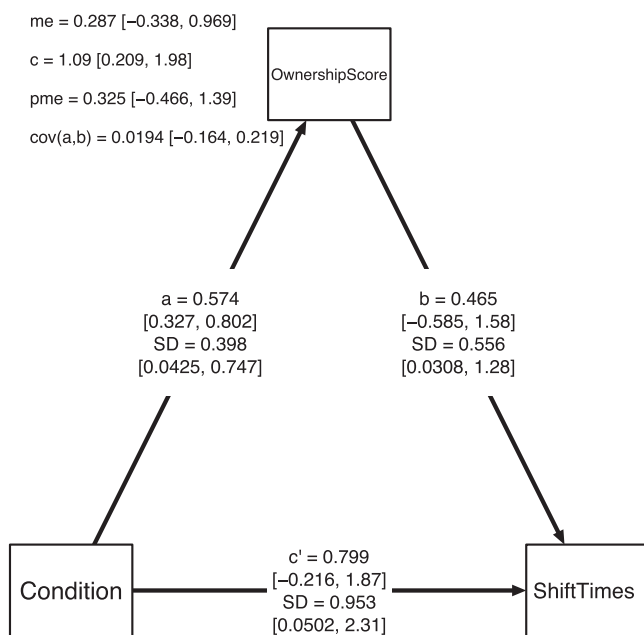 me = 0.287 [−0.338, 0.969]
c = 1.09 [0.209, 1.98]
pme = 0.325 [−0.466, 1.39]
cov(a,b) = 0.0194 [−0.164, 0.219]
OwnershipScore
a = 0.574
[0.327, 0.802]
SD = 0.398
[0.0425, 0.747]
b = 0.465
[−0.585, 1.58]
SD = 0.556
[0.0308, 1.28]
Condition
c' = 0.799
[−0.216, 1.87]
SD = 0.953
[0.0502, 2.31]
ShiftTimes